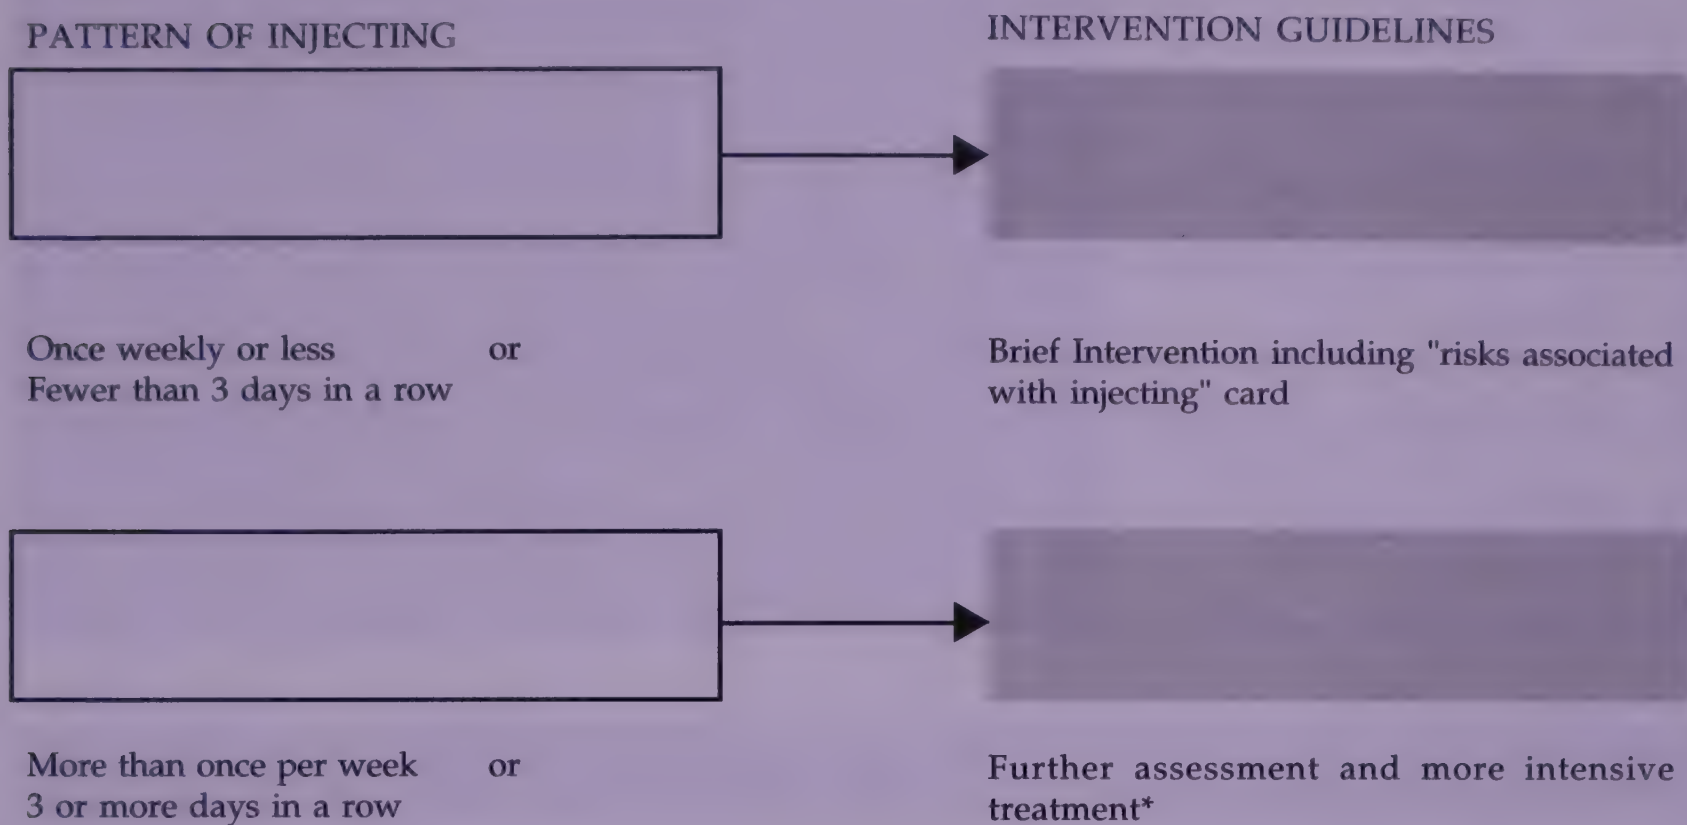 PATTERN OF INJECTING
INTERVENTION GUIDELINES
Once weekly or less or
Fewer than 3 days in a row
Brief Intervention including "risks associated
with injecting" card
More than once per week or
3 or more days in a row
Further assessment and more intensive
treatment*